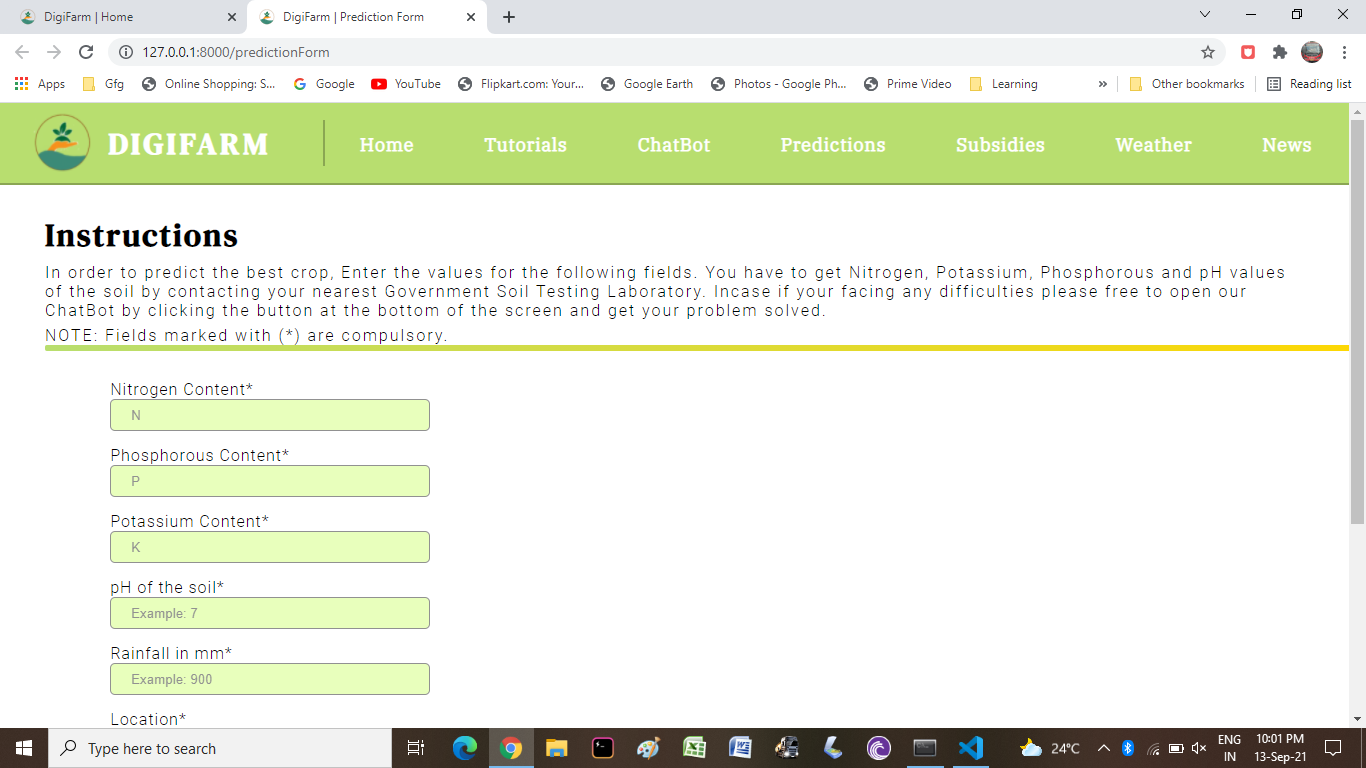 DigiFarm | Home
DigiFarm | Prediction Form
127.0.0.1:8000/predictionForm
Apps Gfg Online Shopping: S... Google YouTube Flipkart.com: Your... Google Earth Photos - Google Ph... Prime Video Learning » Other bookmarks Reading list
DIGIFARM Home Tutorials ChatBot Predictions Subsidies Weather News
Instructions
In order to predict the best crop, Enter the values for the following fields. You have to get Nitrogen, Potassium, Phosphorous and pH values
of the soil by contacting your nearest Government Soil Testing Laboratory. Incase if your facing any difficulties please free to open our
ChatBot by clicking the button at the bottom of the screen and get your problem solved.
NOTE: Fields marked with (*) are compulsory.
Nitrogen Content*
N
Phosphorous Content*
P
Potassium Content*
K
pH of the soil*
Example: 7
Rainfall in mm*
Example: 900
Location*
Type here to search
24°C
ENG
IN
10:01 PM
13-Sep-21